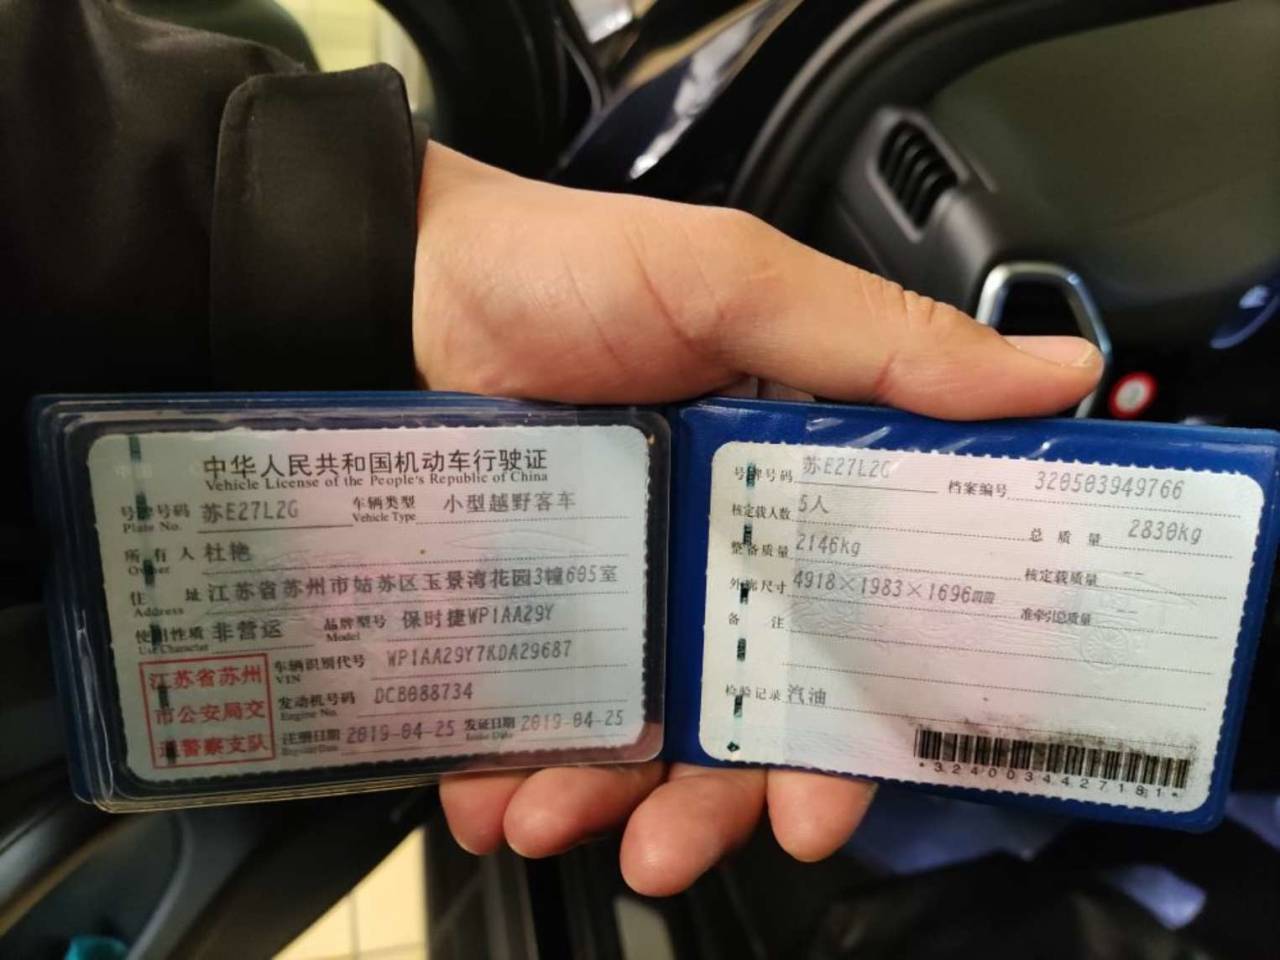 中华人民共和国机动车行驶证
Vehicle License of the People's Republic of China
号牌号码 苏E27L2G 车辆类型 小型越野客车
Plate No. Vehicle Type
所有人 杜艳
Owner
住址 江苏省苏州市姑苏区玉景湾花园3幢605室
Address
使用性质 非营运 品牌型号 保时捷WP1AA29Y
Use Character Model
江苏省苏州
市公安局交
通警察支队
车辆识别代号 WP1AA29Y7KDA29687
VIN
发动机号码 DCB088734
Engine No.
注册日期 2019-04-25 发证日期 2019-04-25
Register Date Issue Date
号牌号码 苏E27L2G 档案编号 320503949766
核定载人数 5人 总质量 2830kg
整备质量 2146kg 核定载质量 --
外廓尺寸 4918×1983×1696mm 准牵引总质量 --
备注
检验记录 汽油
*3240034427181*